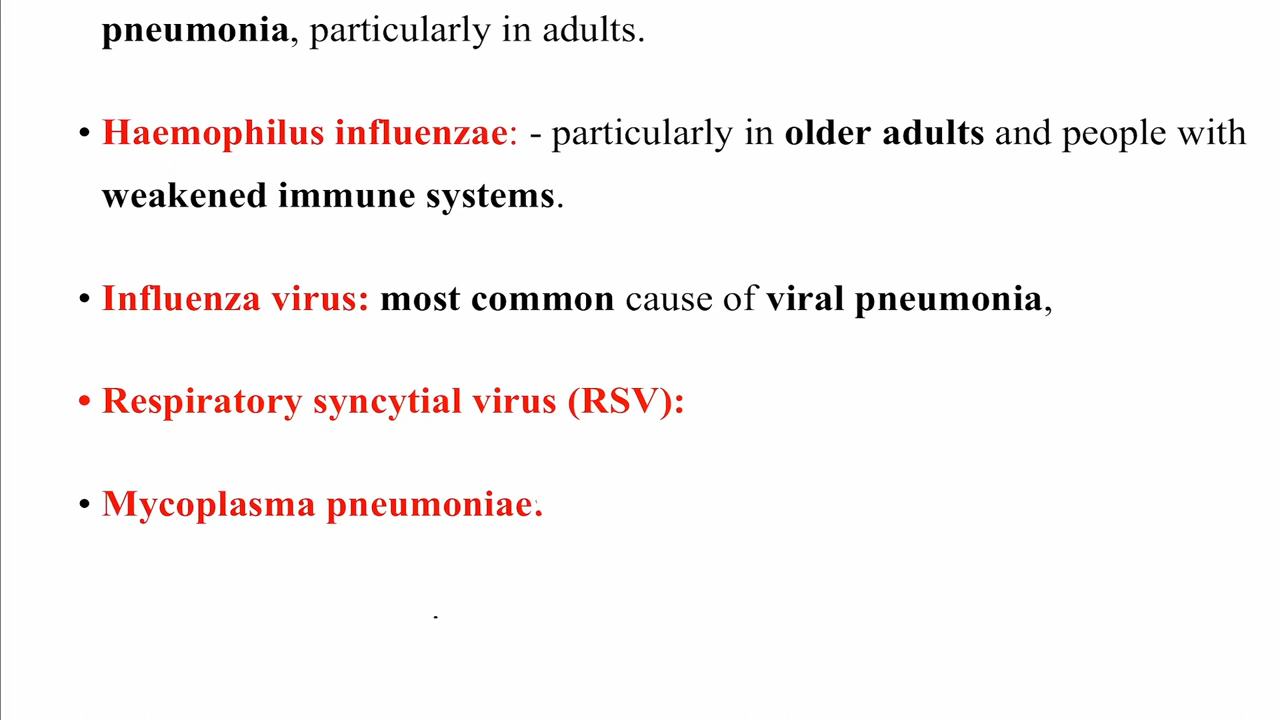 pneumonia, particularly in adults.
• Haemophilus influenzae: - particularly in older adults and people with
weakened immune systems.
• Influenza virus: most common cause of viral pneumonia,
• Respiratory syncytial virus (RSV):
• Mycoplasma pneumoniae.